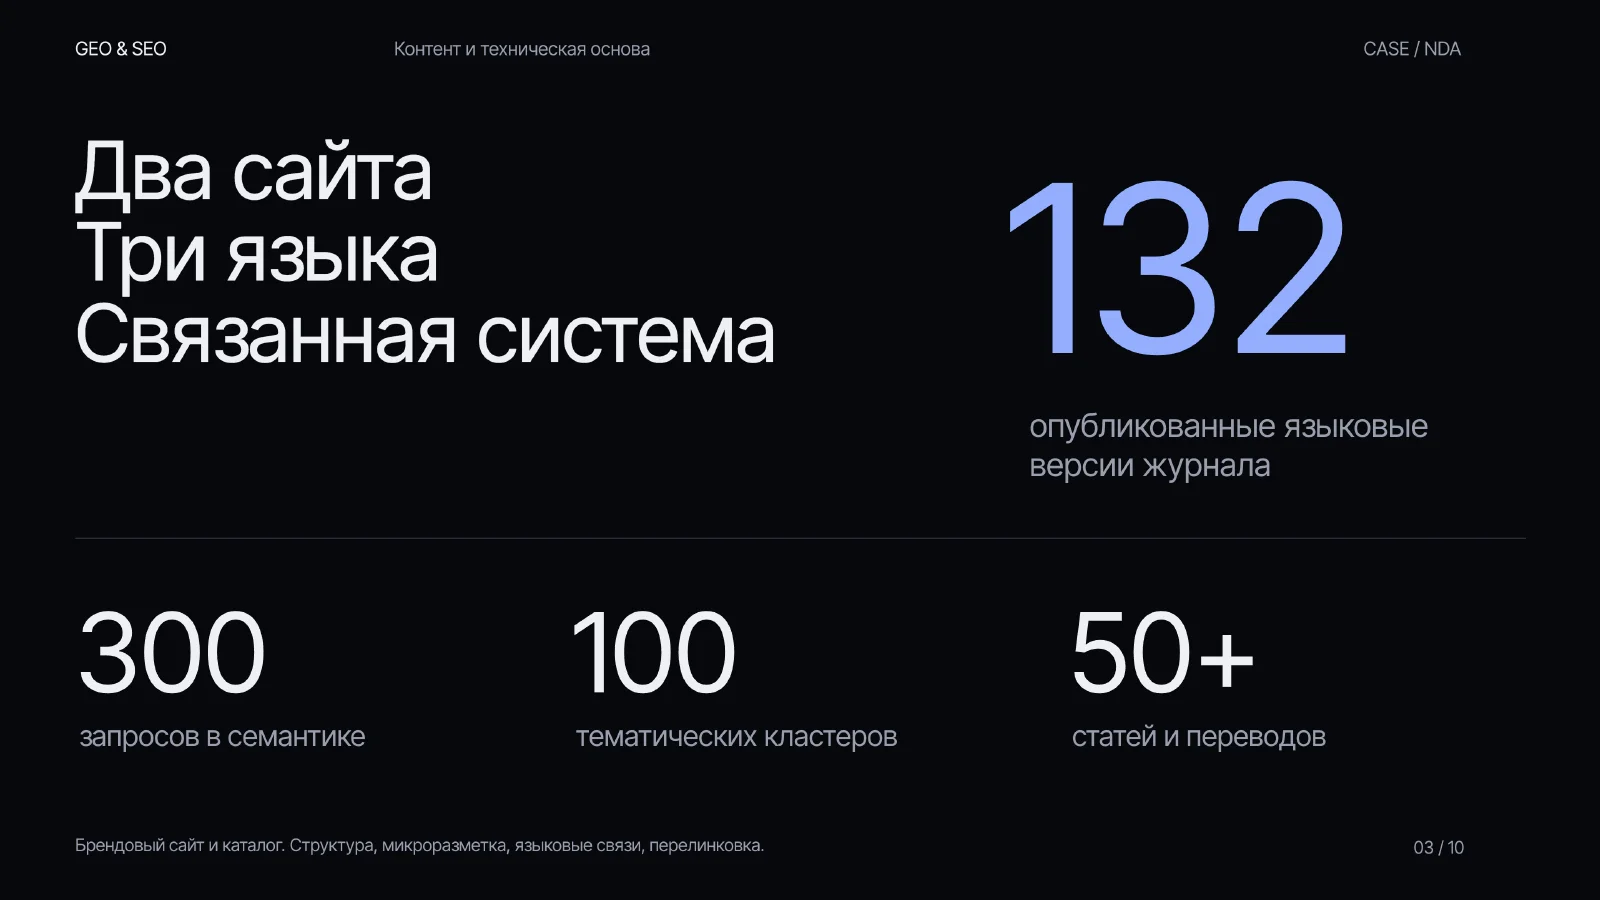 GEO & SEO
Контент и техническая основа
CASE / NDA
Два сайта
Три языка
Связанная система
132
опубликованные языковые
версии журнала
300
запросов в семантике
100
тематических кластеров
50+
статей и переводов
Брендовый сайт и каталог. Структура, микроразметка, языковые связи, перелинковка.
03 / 10